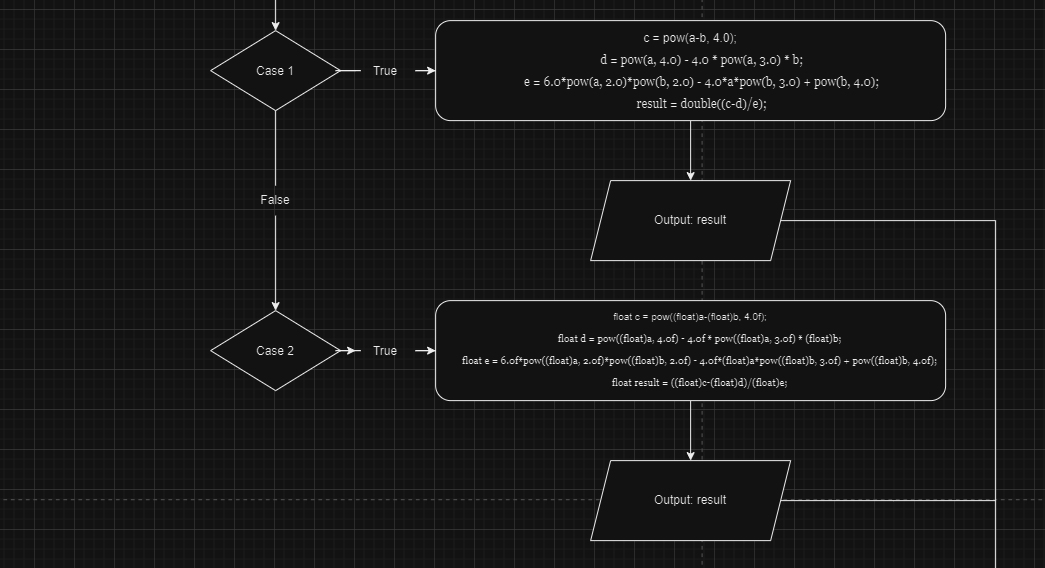 Case 1
True
c = pow(a-b, 4.0);
d = pow(a, 4.0) - 4.0 * pow(a, 3.0) * b;
e = 6.0*pow(a, 2.0)*pow(b, 2.0) - 4.0*a*pow(b, 3.0) + pow(b, 4.0);
result = double((c-d)/e);
False
Output: result
Case 2
True
float c = pow((float)a-(float)b, 4.0f);
float d = pow((float)a, 4.0f) - 4.0f * pow((float)a, 3.0f) * (float)b;
float e = 6.0f*pow((float)a, 2.0f)*pow((float)b, 2.0f) - 4.0f*(float)a*pow((float)b, 3.0f) + pow((float)b, 4.0f);
float result = ((float)c-(float)d)/(float)e;
Output: result